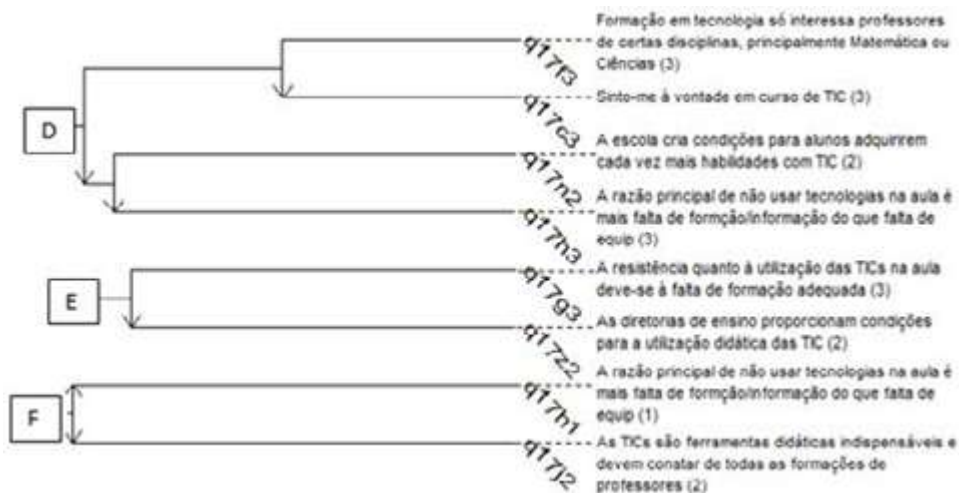 Formação em tecnologia só interessa professores
de certas disciplinas, principalmente Matemática ou
Ciências (3)
q17f3
Sinto-me à vontade em curso de TIC (3)
q17c3
D
A escola cria condições para alunos adquirirem
cada vez mais habilidades com TIC (2)
q17n2
A razão principal de não usar tecnologias na aula é
mais falta de formção/informação do que falta de
equip (3)
q17h3
A resistência quanto à utilização das TICs na aula
deve-se à falta de formação adequada (3)
q17g3
E
As diretorias de ensino proporcionam condições
para a utilização didática das TIC (2)
q17z2
A razão principal de não usar tecnologias na aula é
mais falta de formção/informação do que falta de
equip (1)
q17h1
F
As TICs são ferramentas didáticas indispensáveis e
devem constar de todas as formações de
professores (2)
q17j2